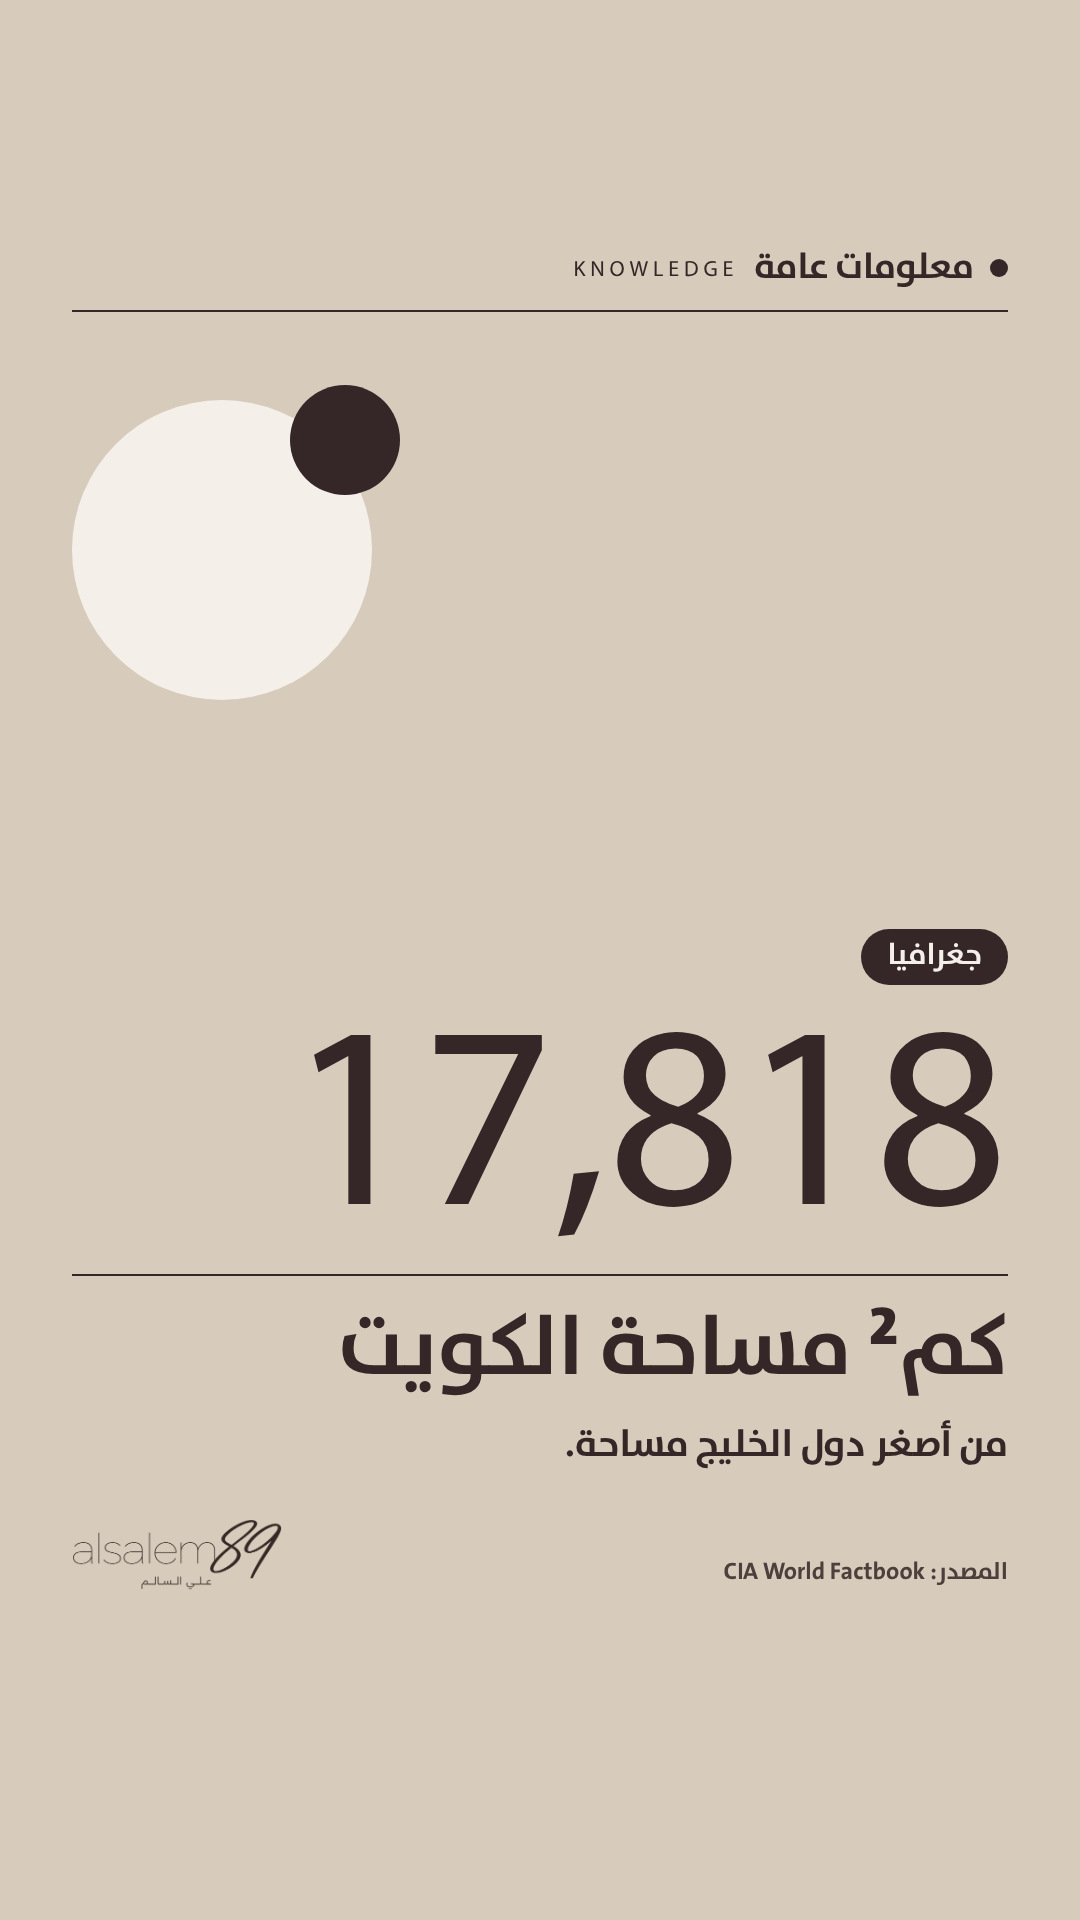 معلومات عامة KNOWLEDGE
جغرافيا
17,818
كم² مساحة الكويت
من أصغر دول الخليج مساحة.
المصدر: CIA World Factbook
alsalem89
علي السالم